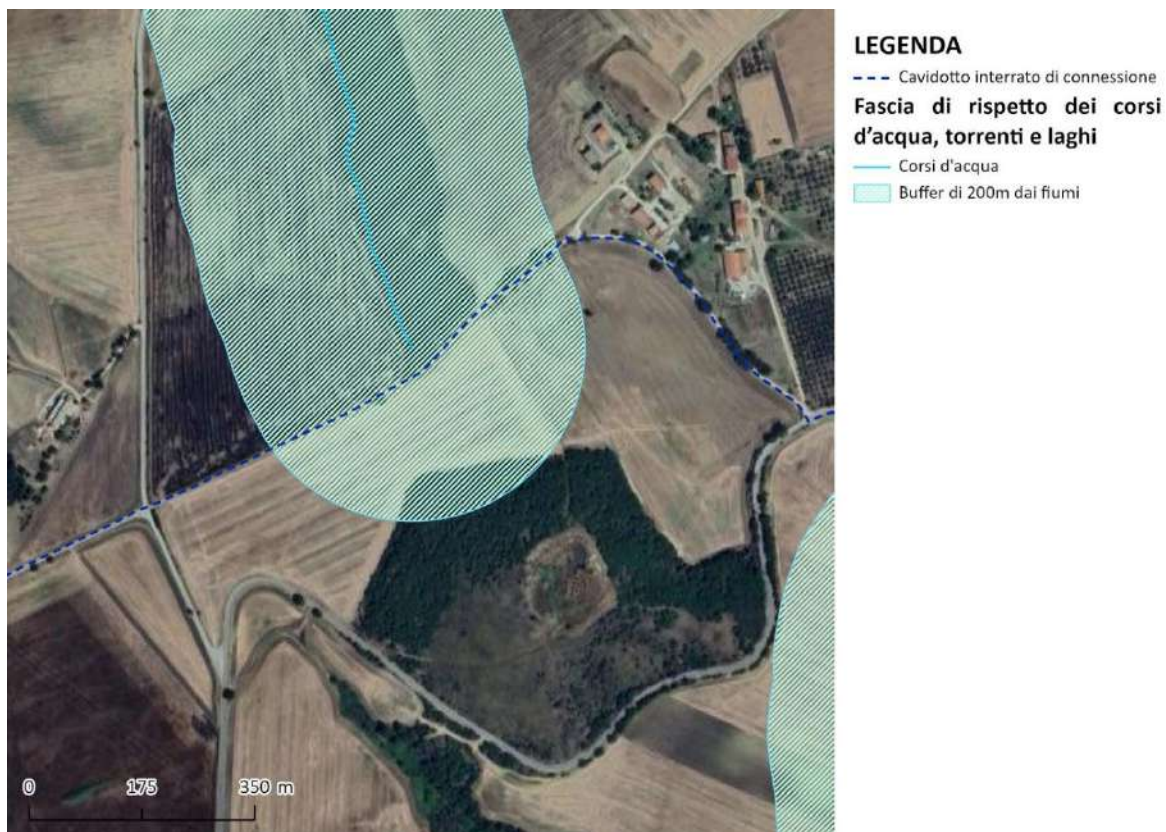 LEGENDA
Cavidotto interrato di connessione
Fascia di rispetto dei corsi
d'acqua, torrenti e laghi
Corsi d'acqua
Buffer di 200m dai fiumi
0 175 350 m